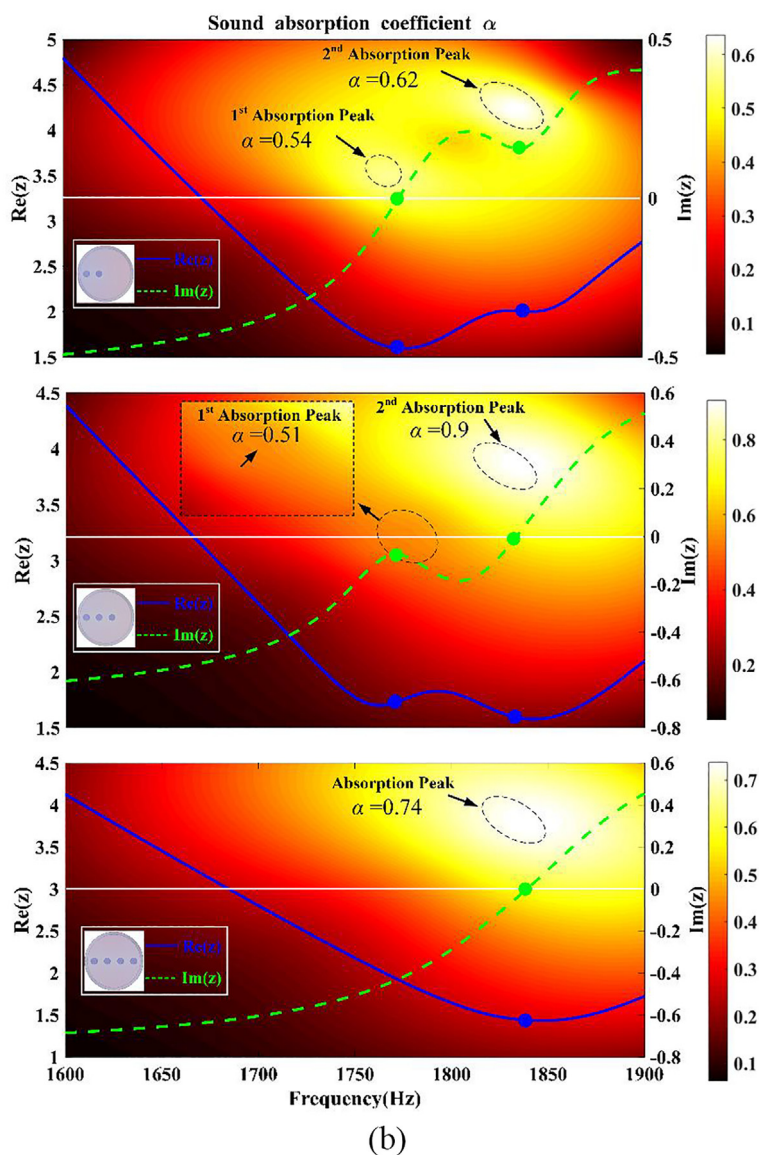 Sound absorption coefficient α
5
4.5
4
3.5
3
2.5
2
1.5
Re(z)
2nd Absorption Peak
α=0.62
1st Absorption Peak
α=0.54
Re(z)
Im(z)
0.5
0
-0.5
Im(z)
0.6
0.5
0.4
0.3
0.2
0.1
4.5
4
3.5
3
2.5
2
1.5
Re(z)
1st Absorption Peak
α=0.51
2nd Absorption Peak
α=0.9
Re(z)
Im(z)
0.6
0.4
0.2
0
-0.2
-0.4
-0.6
-0.8
Im(z)
0.8
0.6
0.4
0.2
4.5
4
3.5
3
2.5
2
1.5
1
Re(z)
Absorption Peak
α=0.74
Re(z)
Im(z)
0.6
0.4
0.2
0
-0.2
-0.4
-0.6
-0.8
Im(z)
0.7
0.6
0.5
0.4
0.3
0.2
0.1
1600 1650 1700 1750 1800 1850 1900
Frequency(Hz)
(b)